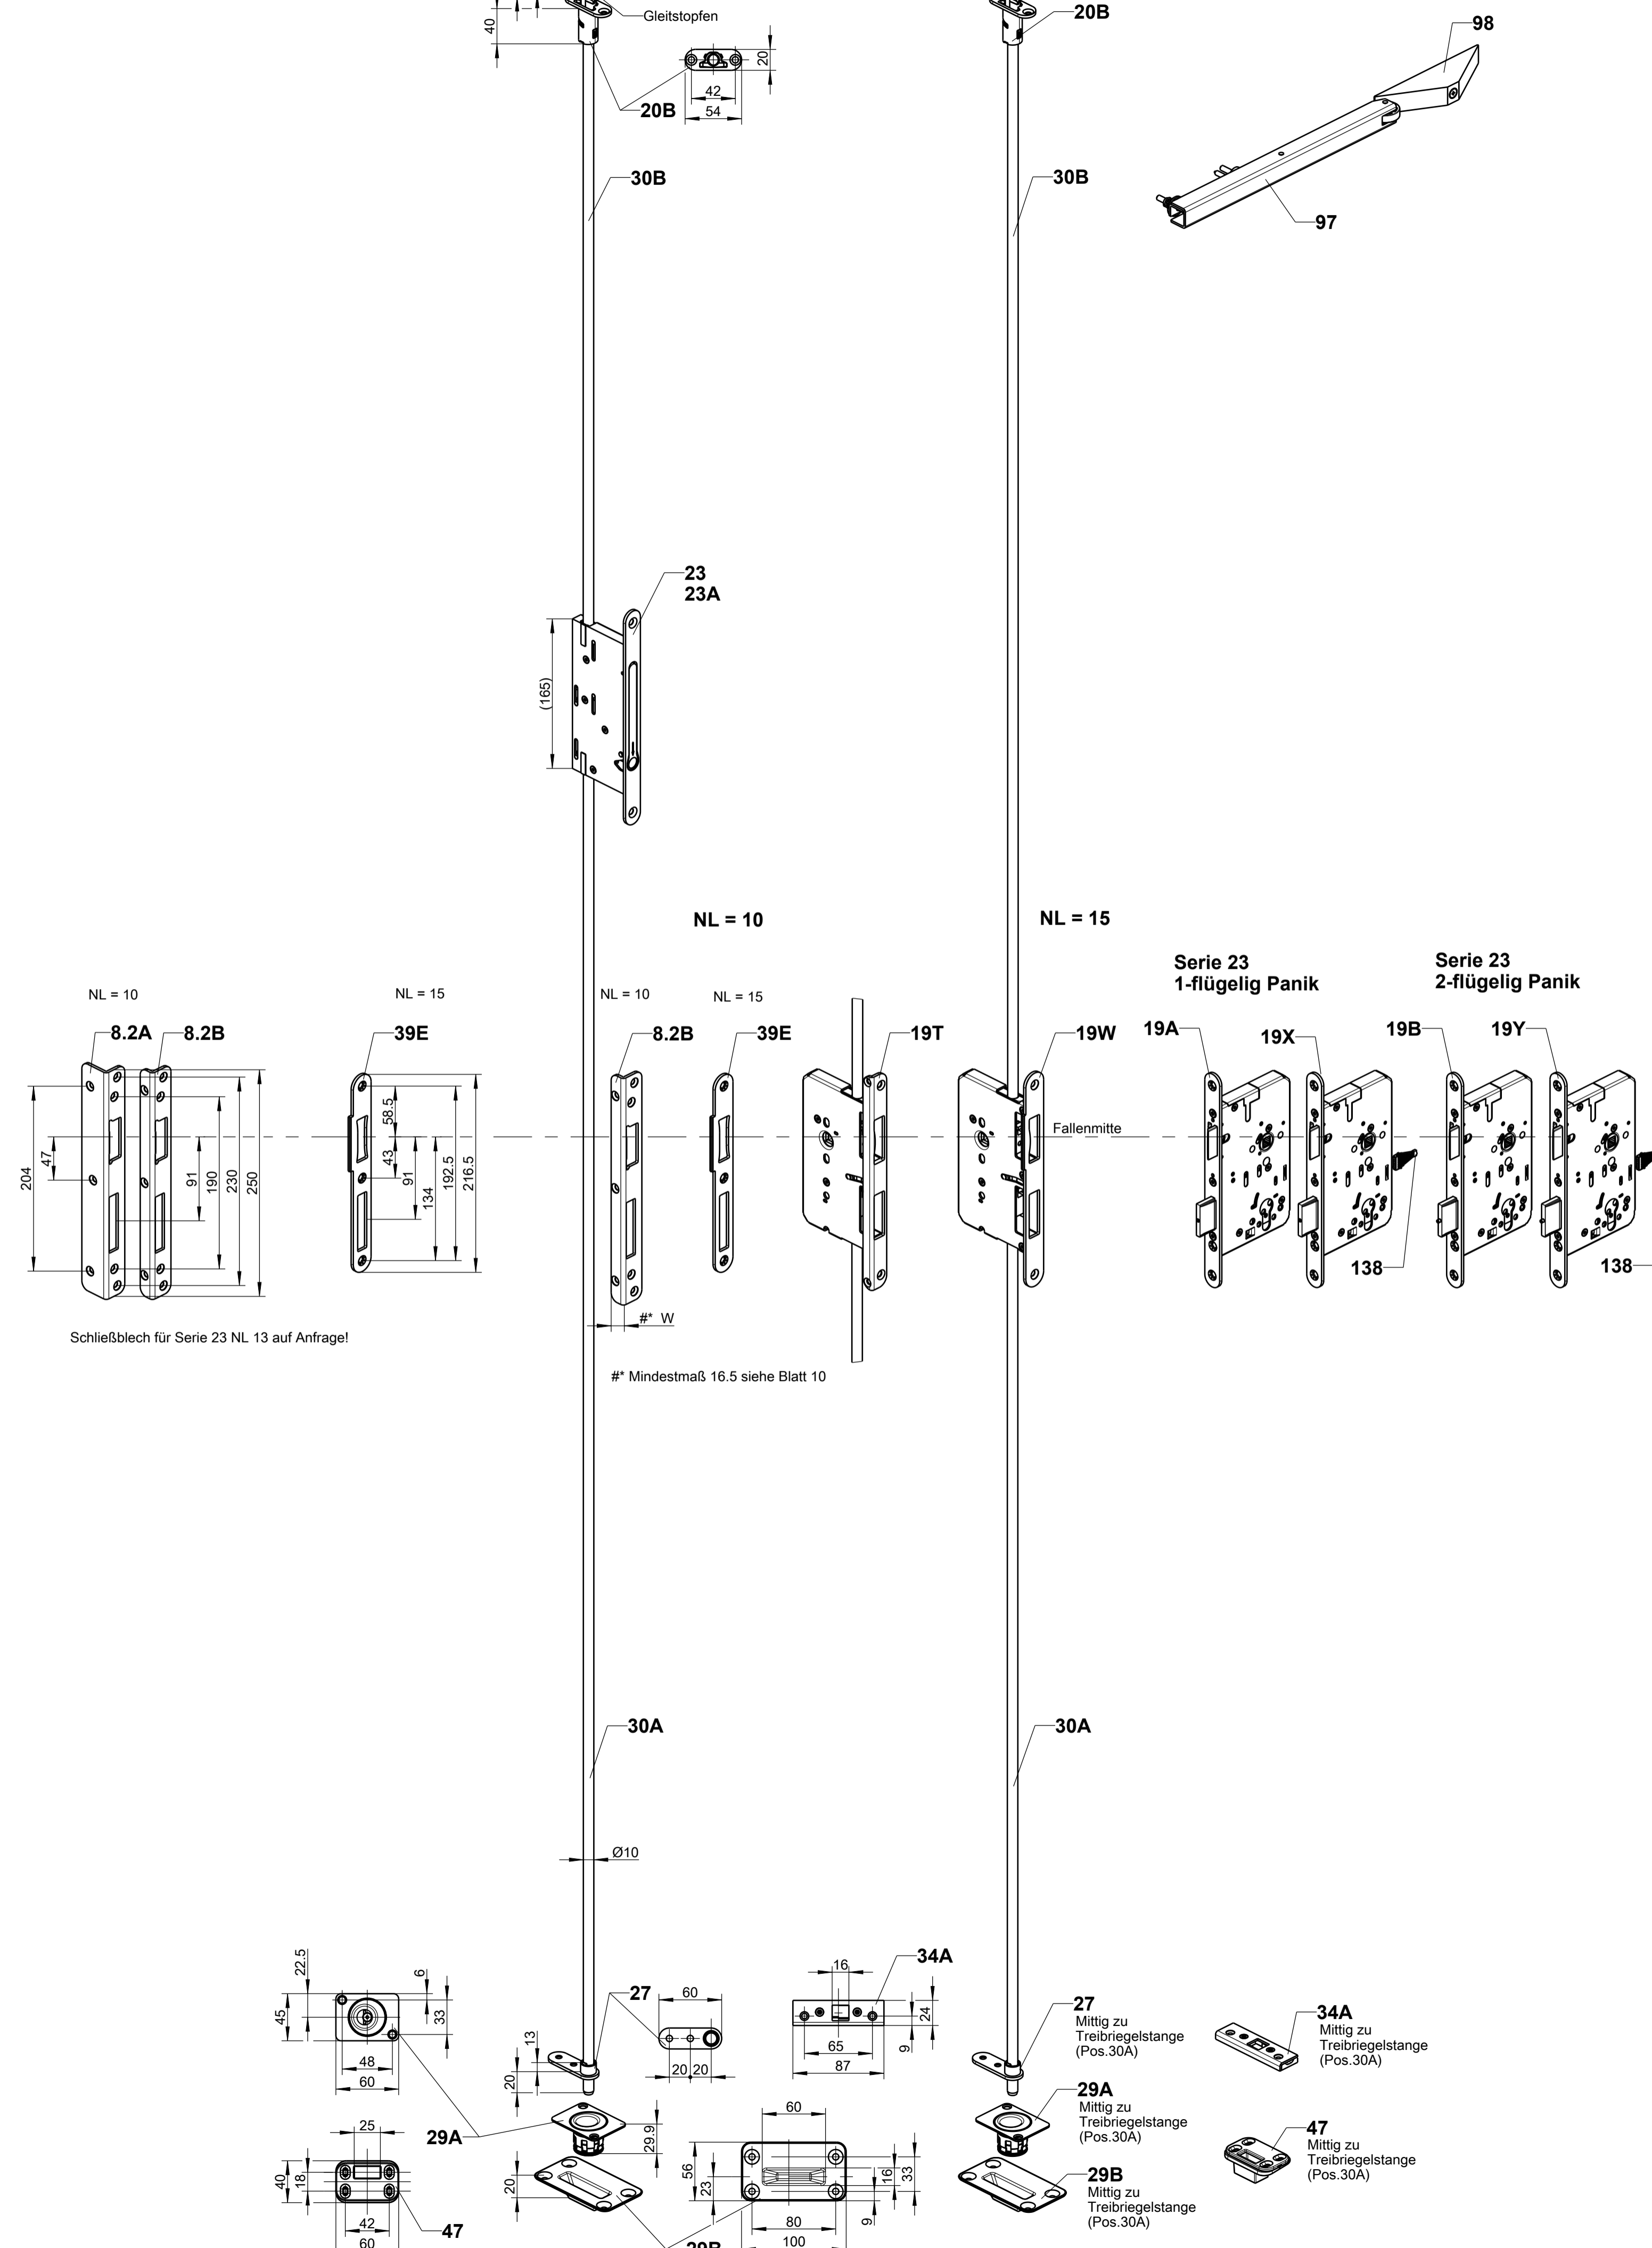 40
Gleitstopfen
20B
20B
98
20
42
54
30B
30B
97
23
23A
(165)
NL = 10
NL = 15
Serie 23
1-flügelig Panik
Serie 23
2-flügelig Panik
NL = 10
NL = 15
NL = 10
NL = 15
8.2A
8.2B
39E
8.2B
39E
19T
19W
19A
19X
19B
19Y
204
47
91
190
230
250
58.5
43
91
134
192.5
216.5
Fallenmitte
138
138
#* W
Schließblech für Serie 23 NL 13 auf Anfrage!
#* Mindestmaß 16.5 siehe Blatt 10
30A
30A
Ø10
22.5
45
6
33
48
60
27
60
13
20
20
20
34A
16
24
9
65
87
27
Mittig zu
Treibriegelstange
(Pos.30A)
34A
Mittig zu
Treibriegelstange
(Pos.30A)
29A
29.9
29A
Mittig zu
Treibriegelstange
(Pos.30A)
25
40
18
42
60
47
20
60
56
23
16
33
9
80
100
29B
29B
Mittig zu
Treibriegelstange
(Pos.30A)
47
Mittig zu
Treibriegelstange
(Pos.30A)